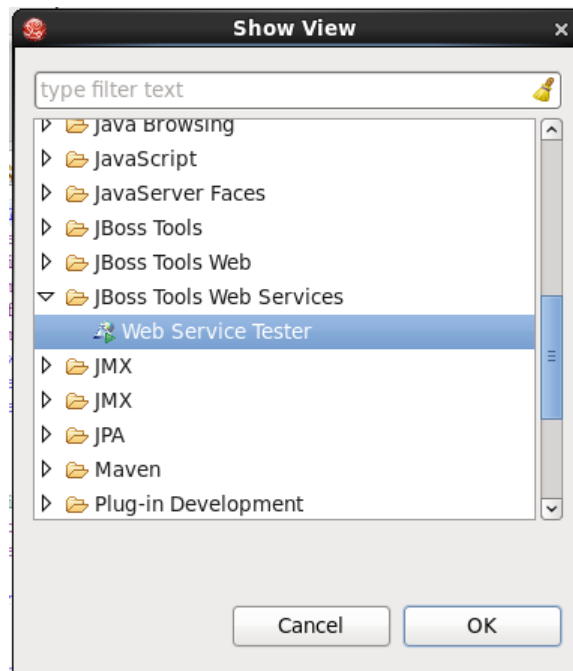 Show View
type filter text
Java Browsing
JavaScript
JavaServer Faces
JBoss Tools
JBoss Tools Web
JBoss Tools Web Services
Web Service Tester
JMX
JMX
JPA
Maven
Plug-in Development
Cancel
OK